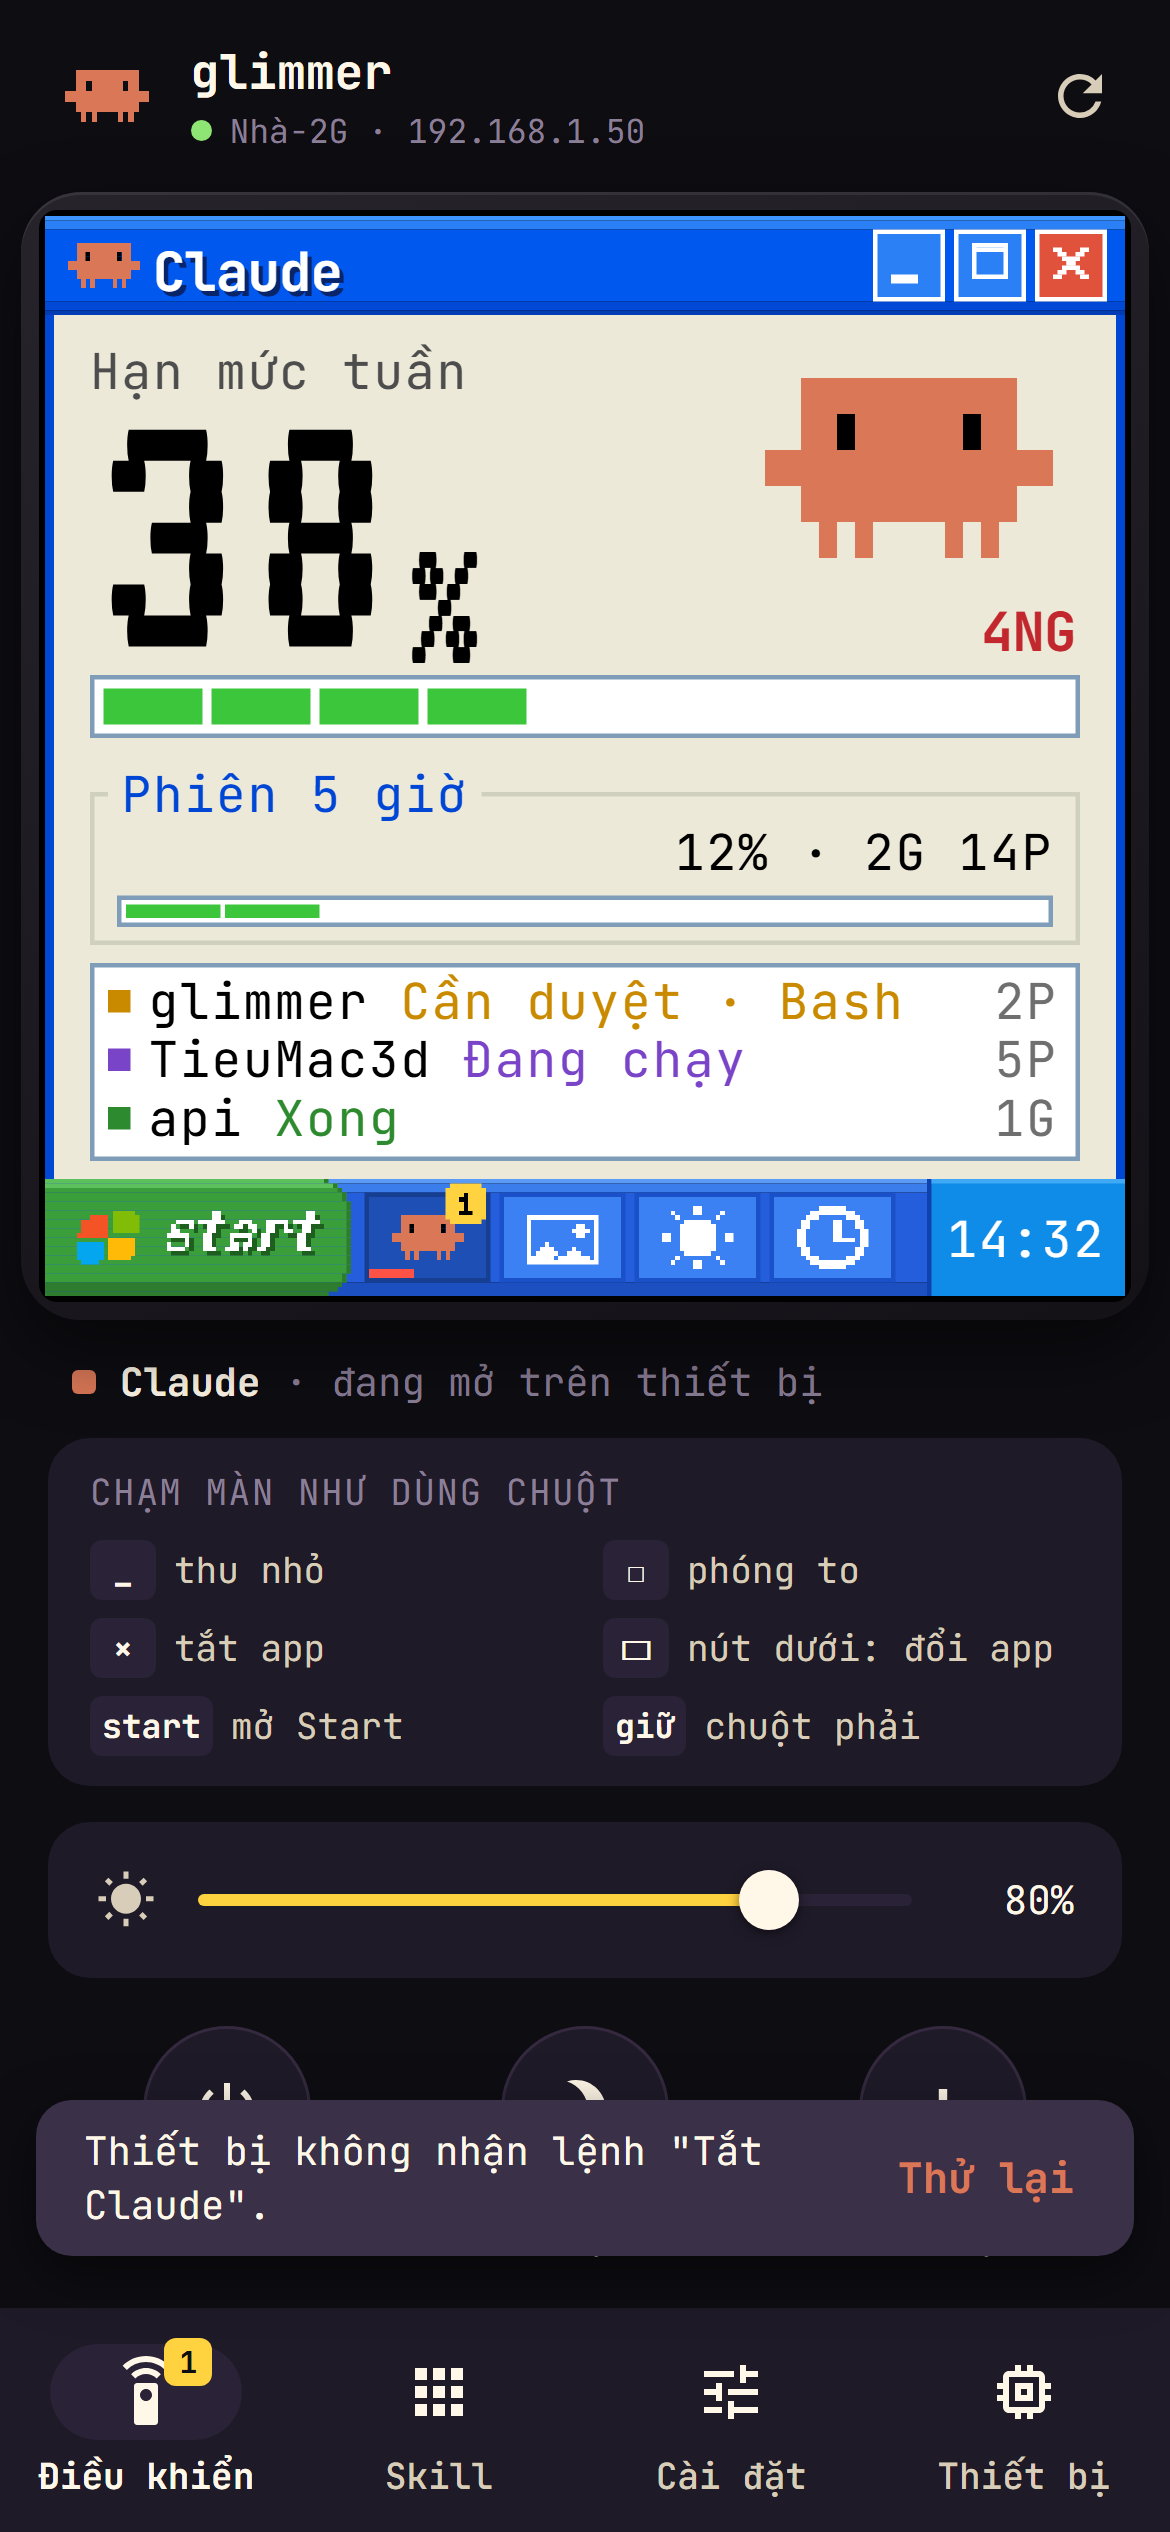 glimmer
Nhà-2G · 192.168.1.50
Claude
Hạn mức tuần
38%
4NG
Phiên 5 giờ
12% · 2G 14P
glimmer Cần duyệt · Bash 2P
TieuMac3d Đang chạy 5P
api Xong 1G
start 1 14:32
Claude · đang mở trên thiết bị
CHẠM MÀN NHƯ DÙNG CHUỘT
thu nhỏ
phóng to
tắt app
nút dưới: đổi app
start mở Start
giữ chuột phải
80%
Thiết bị không nhận lệnh "Tắt
Claude".
Thử lại
1
Điều khiển
Skill
Cài đặt
Thiết bị